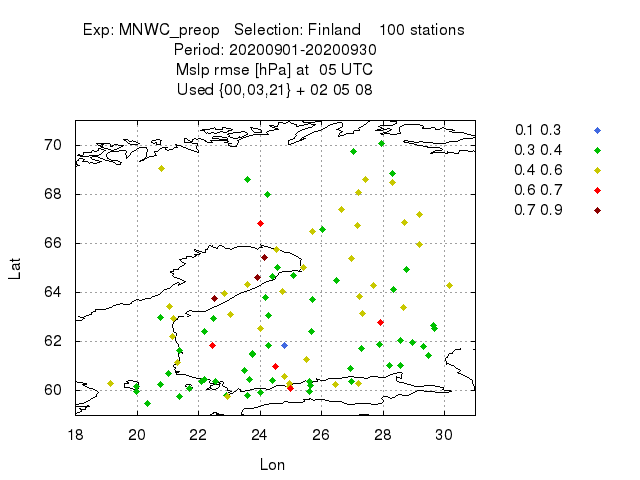 Exp: MNWC_preop   Selection: Finland    100 stations
Period: 20200901-20200930
Mslp rmse [hPa] at  05 UTC
Used {00,03,21} + 02 05 08
0.1 0.3
0.3 0.4
0.4 0.6
0.6 0.7
0.7 0.9
Lat
70
68
66
64
62
60
18 20 22 24 26 28 30
Lon